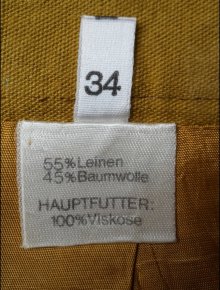 34
55%Leinen
45%Baumwolle
HAUPTFUTTER:
100%Viskose